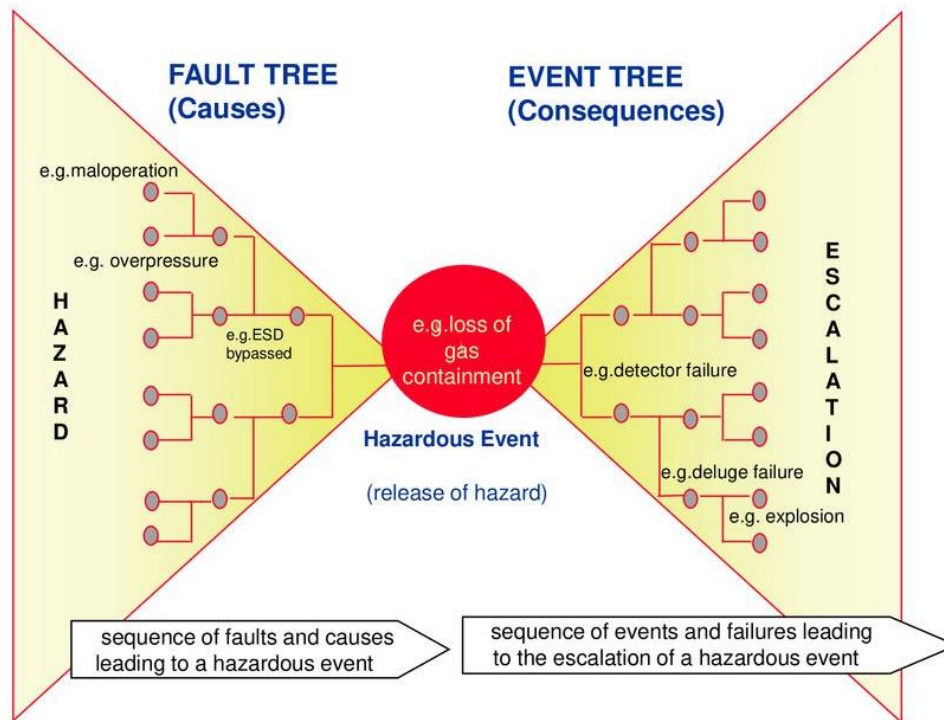 FAULT TREE
(Causes)
EVENT TREE
(Consequences)
e.g.maloperation
e.g. overpressure
HAZARD
e.g.ESD
bypassed
e.g.loss of
gas
containment
Hazardous Event
(release of hazard)
e.g.detector failure
e.g.deluge failure
e.g. explosion
ESCALATION
sequence of faults and causes
leading to a hazardous event
sequence of events and failures leading
to the escalation of a hazardous event